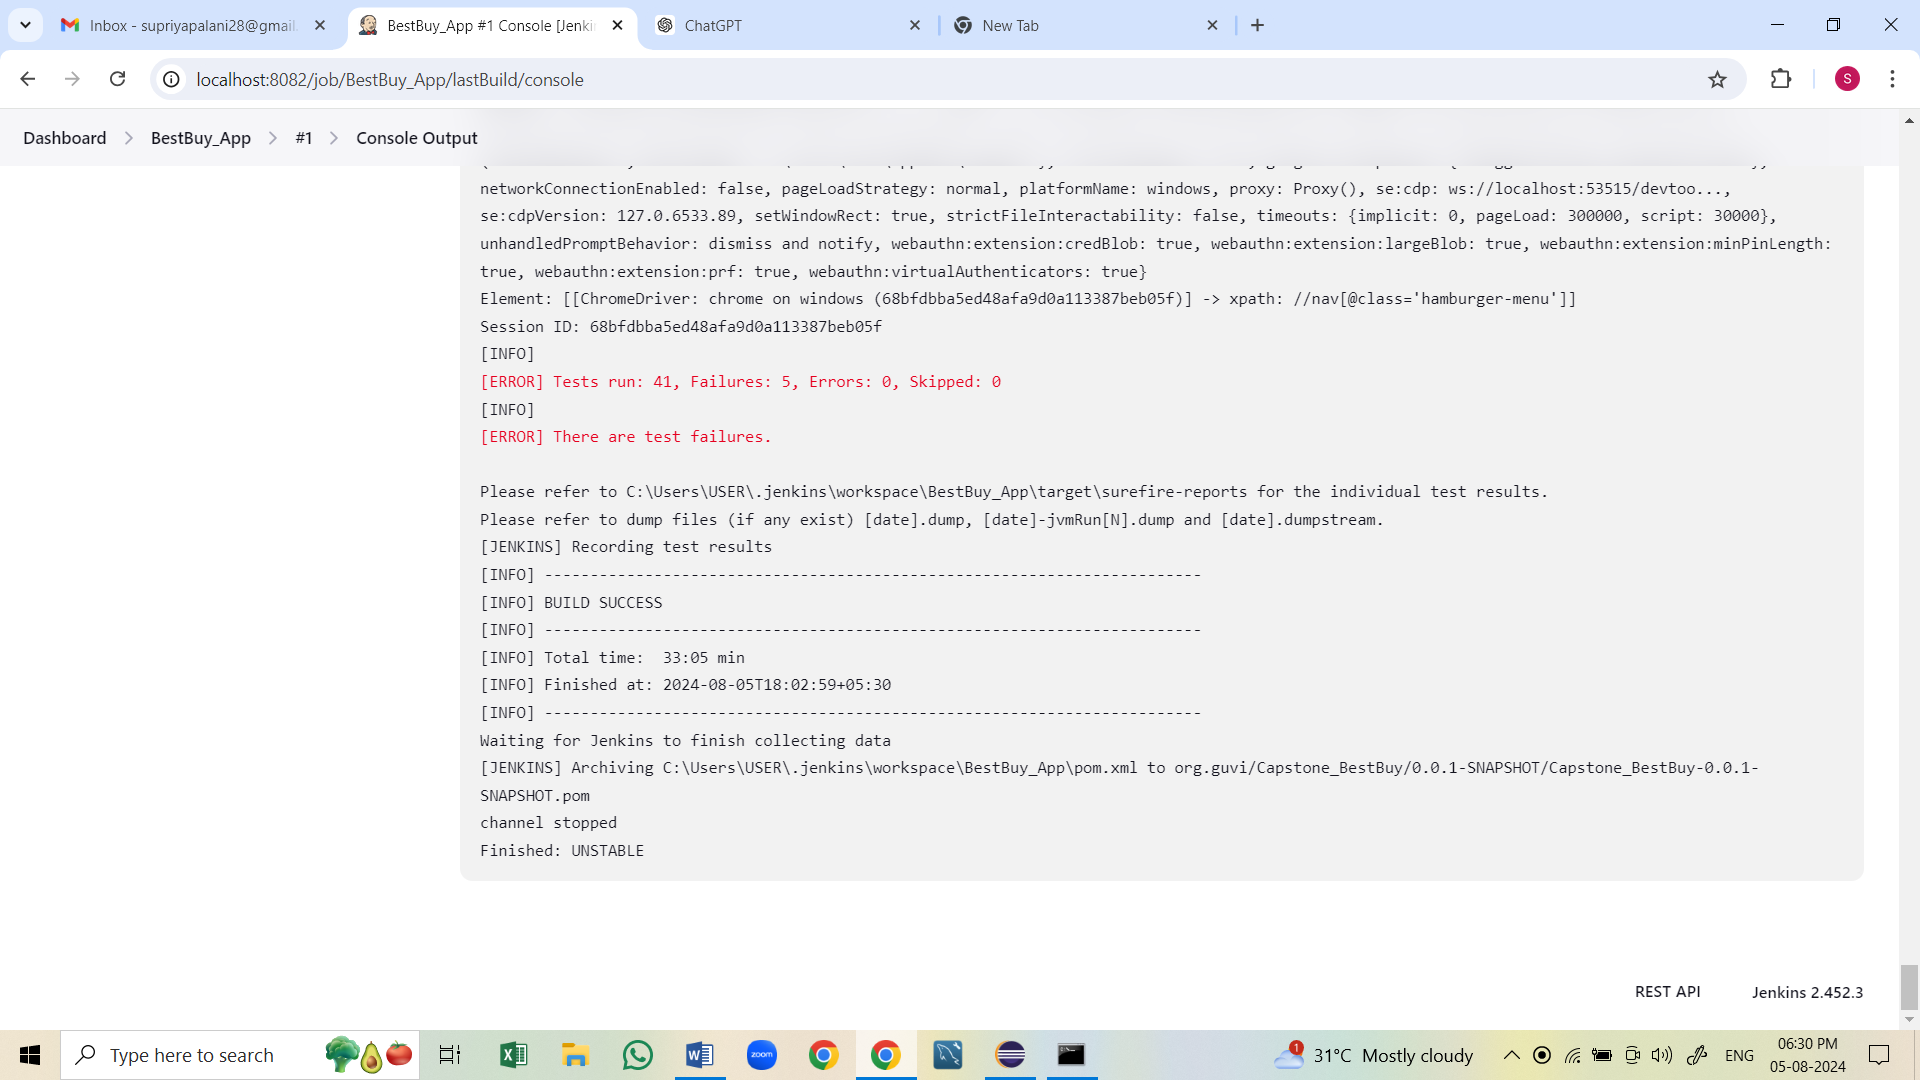 Inbox - supriyapalani28@gmail.
BestBuy_App #1 Console [Jenki
ChatGPT
New Tab
localhost:8082/job/BestBuy_App/lastBuild/console
S
Dashboard
BestBuy_App
#1
Console Output
networkConnectionEnabled: false, pageLoadStrategy: normal, platformName: windows, proxy: Proxy(), se:cdp: ws://localhost:53515/devtoo...,
se:cdpVersion: 127.0.6533.89, setWindowRect: true, strictFileInteractability: false, timeouts: {implicit: 0, pageLoad: 300000, script: 30000},
unhandledPromptBehavior: dismiss and notify, webauthn:extension:credBlob: true, webauthn:extension:largeBlob: true, webauthn:extension:minPinLength:
true, webauthn:extension:prf: true, webauthn:virtualAuthenticators: true}
Element: [[ChromeDriver: chrome on windows (68bfdbba5ed48afa9d0a113387beb05f)] -> xpath: //nav[@class='hamburger-menu']]
Session ID: 68bfdbba5ed48afa9d0a113387beb05f
[INFO]
[ERROR] Tests run: 41, Failures: 5, Errors: 0, Skipped: 0
[INFO]
[ERROR] There are test failures.
Please refer to C:\Users\USER\.jenkins\workspace\BestBuy_App\target\surefire-reports for the individual test results.
Please refer to dump files (if any exist) [date].dump, [date]-jvmRun[N].dump and [date].dumpstream.
[JENKINS] Recording test results
[INFO] ------------------------------------------------------------------------
[INFO] BUILD SUCCESS
[INFO] ------------------------------------------------------------------------
[INFO] Total time:  33:05 min
[INFO] Finished at: 2024-08-05T18:02:59+05:30
[INFO] ------------------------------------------------------------------------
Waiting for Jenkins to finish collecting data
[JENKINS] Archiving C:\Users\USER\.jenkins\workspace\BestBuy_App\pom.xml to org.guvi/Capstone_BestBuy/0.0.1-SNAPSHOT/Capstone_BestBuy-0.0.1-
SNAPSHOT.pom
channel stopped
Finished: UNSTABLE
REST API
Jenkins 2.452.3
Type here to search
zoom
1
31°C Mostly cloudy
ENG
06:30 PM
05-08-2024